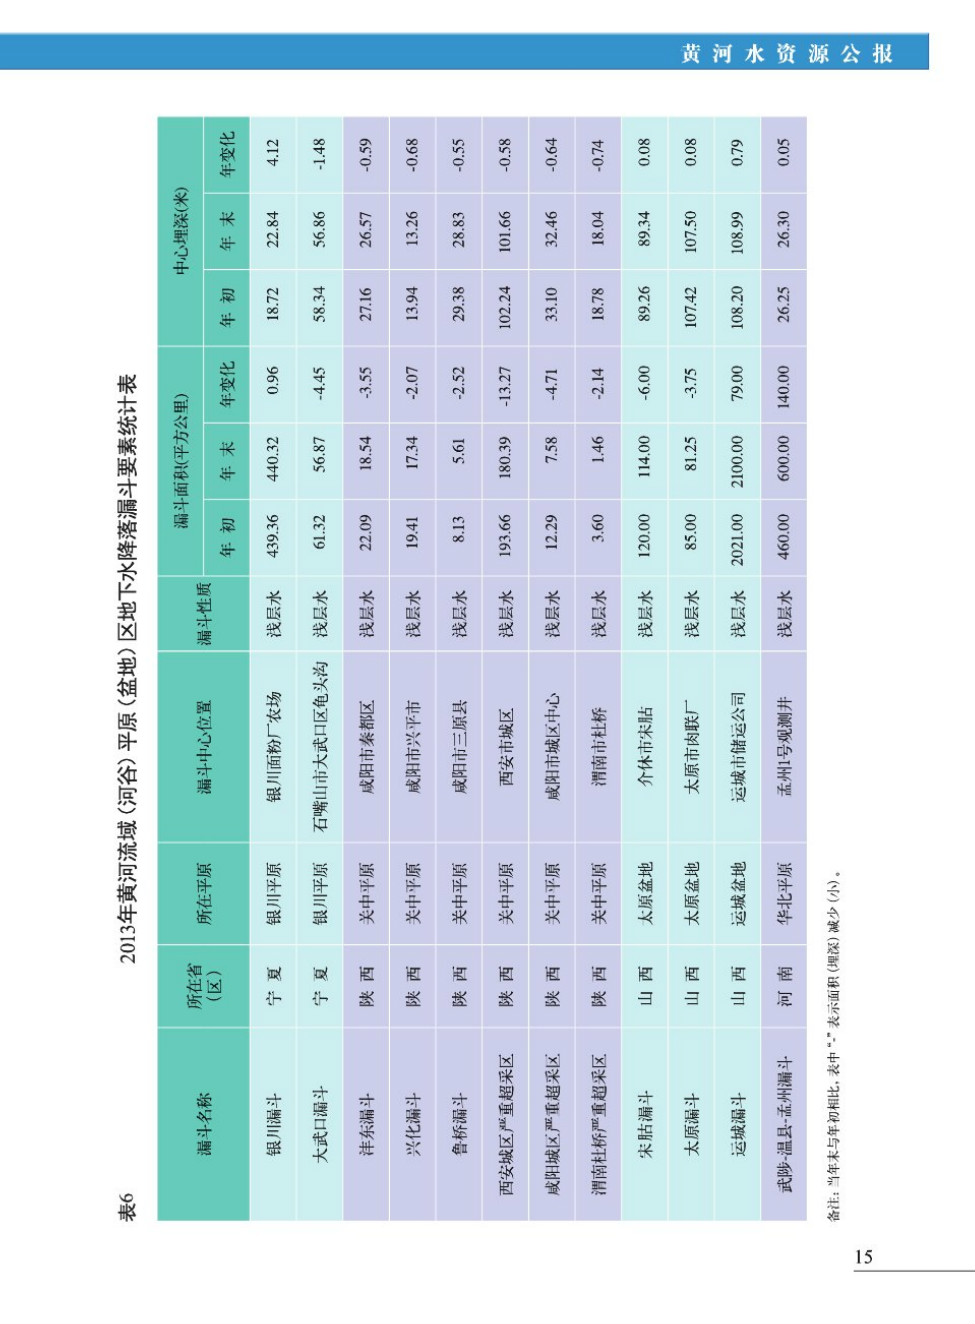 黄河水资源公报
表6 2013年黄河流域（河谷）平原（盆地）区地下水降落漏斗要素统计表
漏斗名称 所在省（区） 所在平原 漏斗中心位置 漏斗性质 漏斗面积(平方公里) 中心埋深(米)
年初 年末 年变化 年初 年末 年变化
银川漏斗 宁夏 银川平原 银川面粉厂农场 浅层水 439.36 440.32 0.96 18.72 22.84 4.12
大武口漏斗 宁夏 银川平原 石嘴山市大武口区龟头沟 浅层水 61.32 56.87 -4.45 58.34 56.86 -1.48
沣东漏斗 陕西 关中平原 咸阳市秦都区 浅层水 22.09 18.54 -3.55 27.16 26.57 -0.59
兴化漏斗 陕西 关中平原 咸阳市兴平市 浅层水 19.41 17.34 -2.07 13.94 13.26 -0.68
鲁桥漏斗 陕西 关中平原 咸阳市三原县 浅层水 8.13 5.61 -2.52 29.38 28.83 -0.55
西安城区严重超采区 陕西 关中平原 西安市城区 浅层水 193.66 180.39 -13.27 102.24 101.66 -0.58
咸阳城区严重超采区 陕西 关中平原 咸阳市城区中心 浅层水 12.29 7.58 -4.71 33.10 32.46 -0.64
渭南杜桥严重超采区 陕西 关中平原 渭南市杜桥 浅层水 3.60 1.46 -2.14 18.78 18.04 -0.74
宋股漏斗 山西 太原盆地 介休市宋股 浅层水 120.00 114.00 -6.00 89.26 89.34 0.08
太原漏斗 山西 太原盆地 太原市肉联厂 浅层水 85.00 81.25 -3.75 107.42 107.50 0.08
运城漏斗 山西 运城盆地 运城市储运公司 浅层水 2021.00 2100.00 79.00 108.20 108.99 0.79
武陟-温县-孟州漏斗 河南 华北平原 孟州1号观测井 浅层水 460.00 600.00 140.00 26.25 26.30 0.05
备注：当年末与年初相比，表中“-”表示面积（埋深）减少（小）。
15